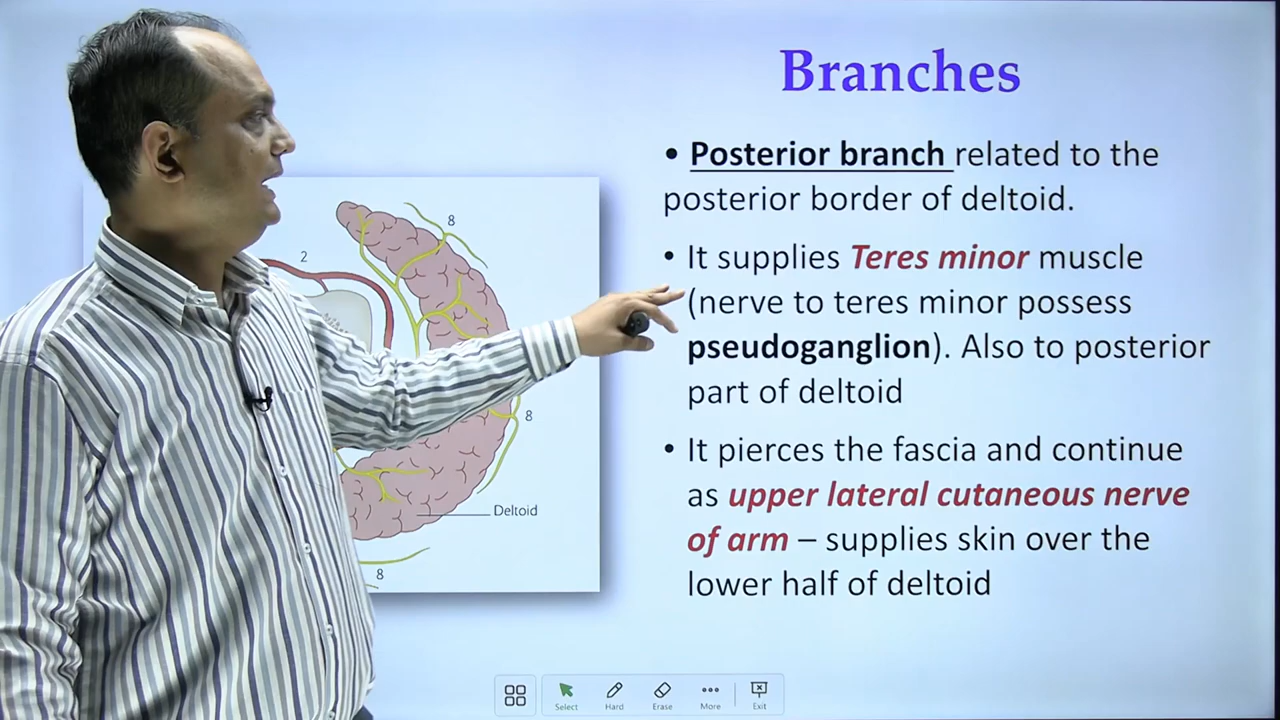 Branches
• Posterior branch related to the
posterior border of deltoid.
• It supplies Teres minor muscle
(nerve to teres minor possess
pseudoganglion). Also to posterior
part of deltoid
• It pierces the fascia and continue
as upper lateral cutaneous nerve
of arm – supplies skin over the
lower half of deltoid
8
2
8
Deltoid
8
Select Hard Erase More Exit